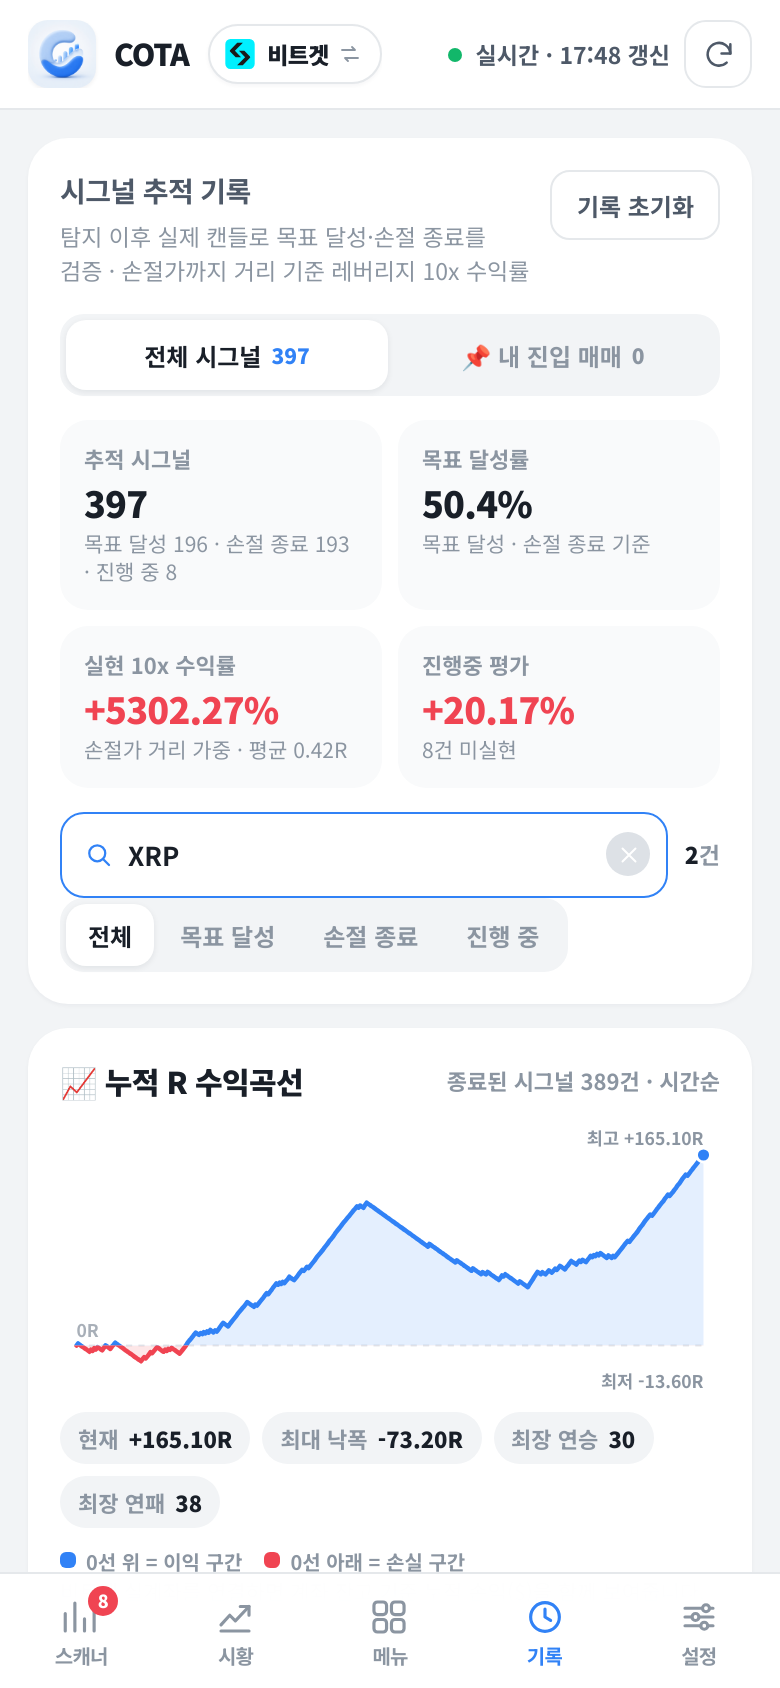 COTA 비트겟 실시간 · 17:48 갱신
시그널 추적 기록
기록 초기화
탐지 이후 실제 캔들로 목표 달성·손절 종료를
검증 · 손절가까지 거리 기준 레버리지 10x 수익률
전체 시그널 397
📌 내 진입 매매 0
추적 시그널
397
목표 달성 196 · 손절 종료 193
· 진행 중 8
목표 달성률
50.4%
목표 달성 · 손절 종료 기준
실현 10x 수익률
+5302.27%
손절가 거리 가중 · 평균 0.42R
진행중 평가
+20.17%
8건 미실현
XRP
2건
전체 목표 달성 손절 종료 진행 중
📈 누적 R 수익곡선
종료된 시그널 389건 · 시간순
최고 +165.10R
0R
최저 -13.60R
현재 +165.10R
최대 낙폭 -73.20R
최장 연승 30
최장 연패 38
0선 위 = 이익 구간
0선 아래 = 손실 구간
8
스캐너 시황 메뉴 기록 설정